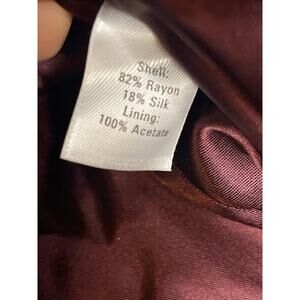 Shell:
82% Rayon
18% Silk
Lining:
100% Acetate